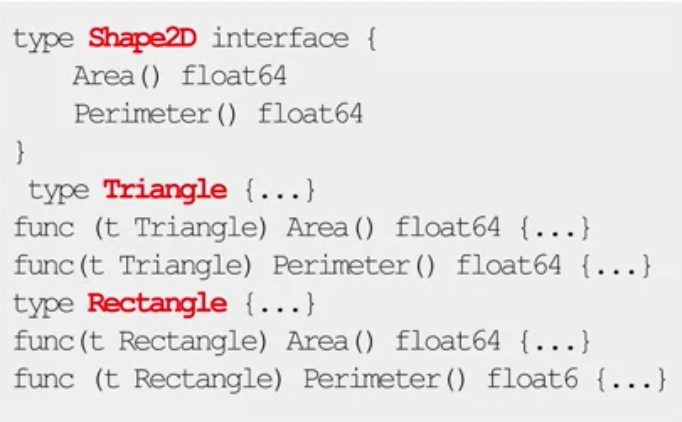 type Shape2D interface {
Area() float64
Perimeter() float64
}
type Triangle {...}
func (t Triangle) Area() float64 {...}
func(t Triangle) Perimeter() float64 {...}
type Rectangle {...}
func(t Rectangle) Area() float64 {...}
func (t Rectangle) Perimeter() float6 {...}